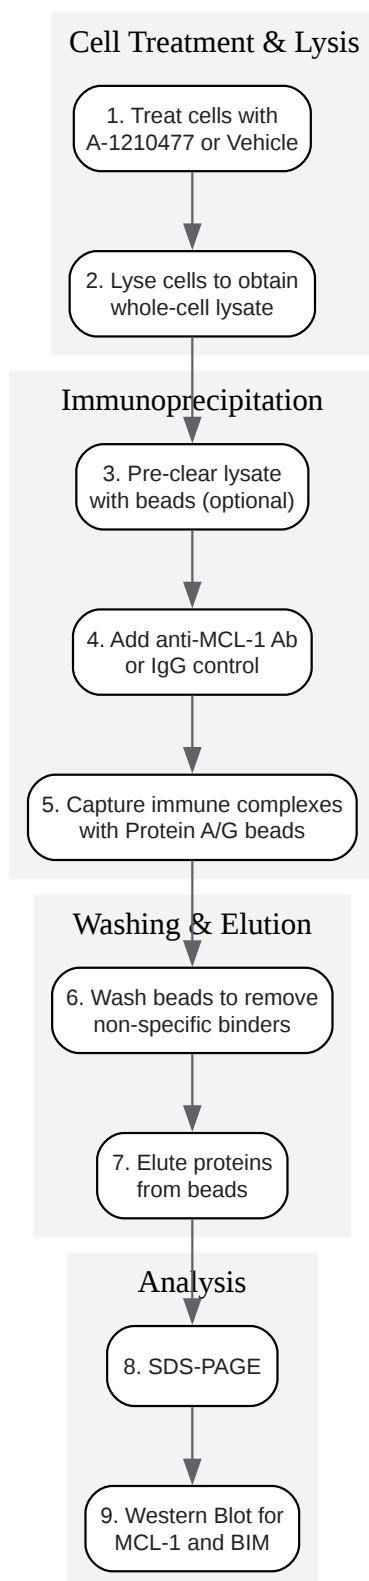 Cell Treatment & Lysis
1. Treat cells with
A-1210477 or Vehicle
2. Lyse cells to obtain
whole-cell lysate
Immunoprecipitation
3. Pre-clear lysate
with beads (optional)
4. Add anti-MCL-1 Ab
or IgG control
5. Capture immune complexes
with Protein A/G beads
Washing & Elution
6. Wash beads to remove
non-specific binders
7. Elute proteins
from beads
Analysis
8. SDS-PAGE
9. Western Blot for
MCL-1 and BIM